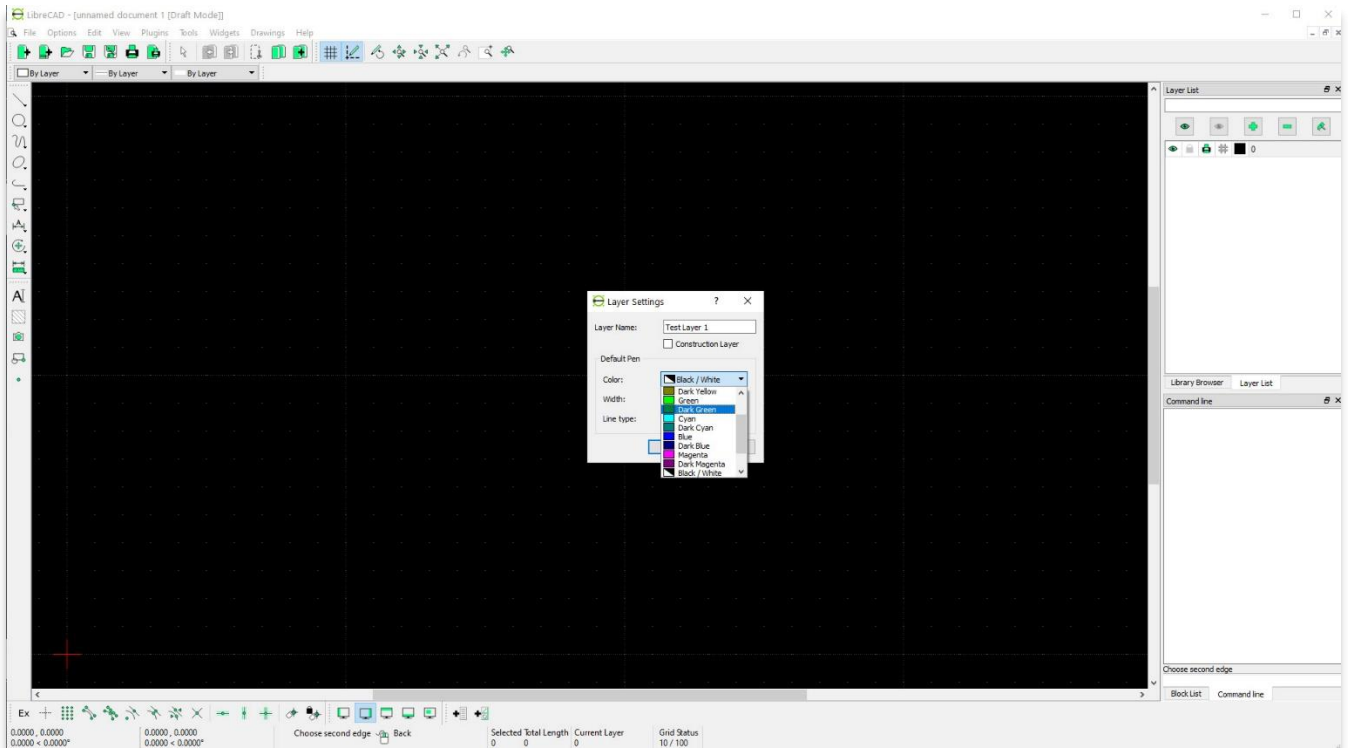 LibreCAD - [unnamed document 1 [Draft Mode]]
File Options Edit View Plugins Tools Widgets Drawings Help
By Layer By Layer By Layer
Layer List
0
Layer Settings ? ×
Layer Name: Test Layer 1
Construction Layer
Default Pen
Color: Black / White
Dark Yellow
Width: Green
Dark Green
Line type: Cyan
Dark Cyan
Blue
Dark Blue
Magenta
Dark Magenta
Black / White
Library Browser Layer List
Command line
Choose second edge
Block List Command line
Ex
0.0000 , 0.0000 0.0000 , 0.0000 Choose second edge Back Selected Total Length Current Layer Grid Status
0.0000 < 0.0000° 0.0000 < 0.0000° 0 0 0 10 / 100